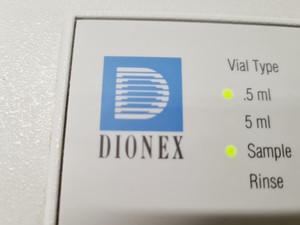 DIONEX
Vial Type
.5 ml
5 ml
Sample
Rinse